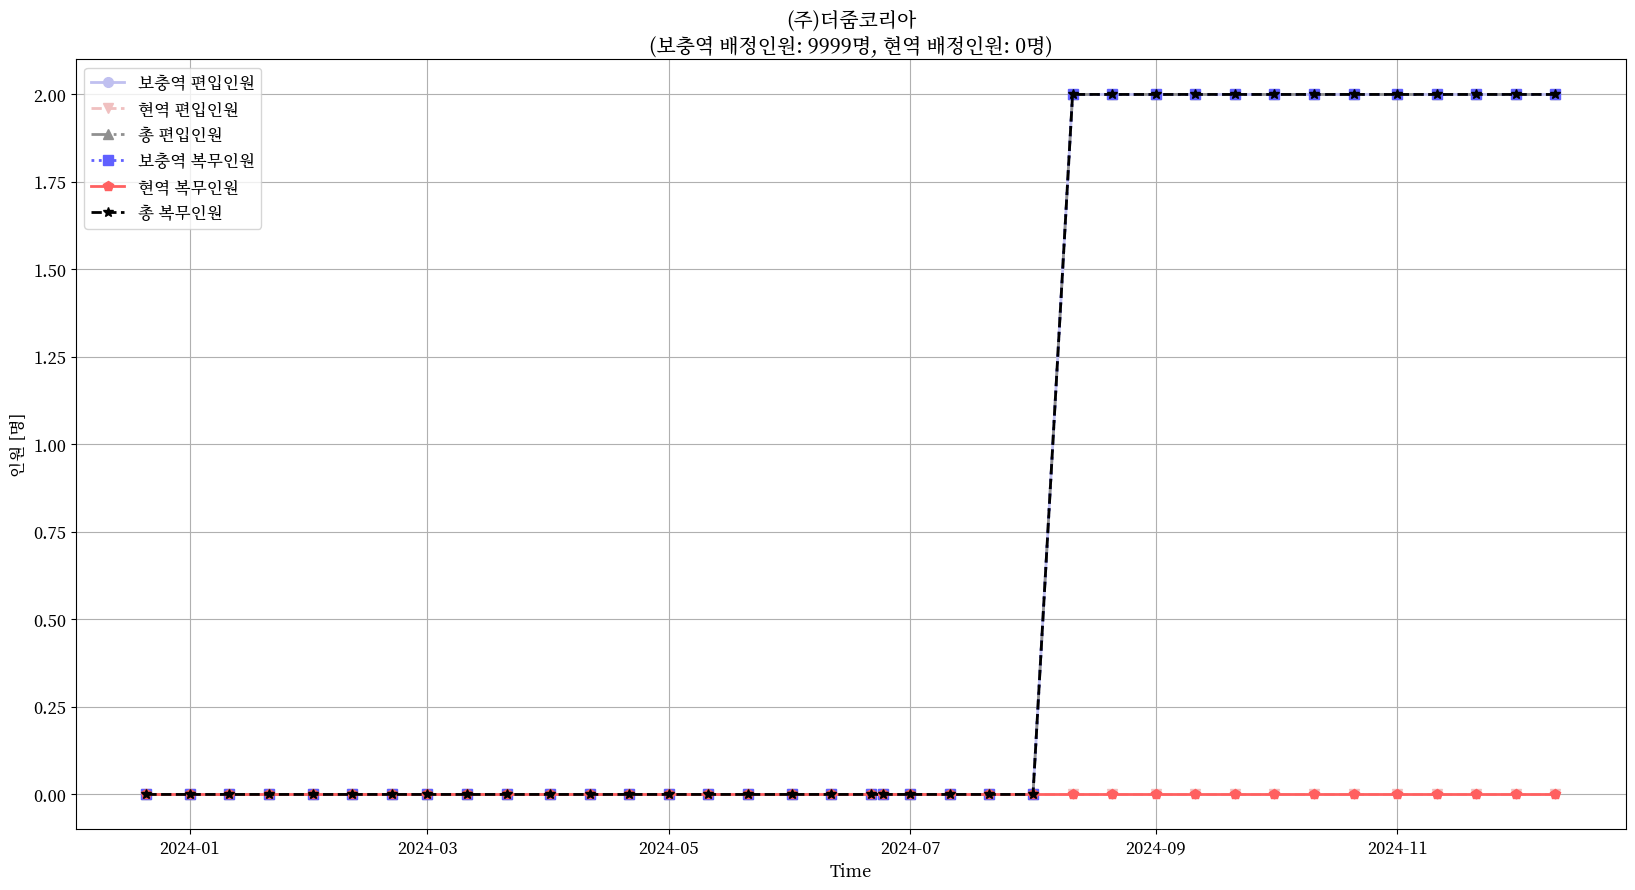 (주)더줌코리아
(보충역 배정인원: 9999명, 현역 배정인원: 0명)
보충역 편입인원
현역 편입인원
총 편입인원
보충역 복무인원
현역 복무인원
총 복무인원
2.00
1.75
1.50
1.25
1.00
0.75
0.50
0.25
0.00
인원 [명]
2024-01
2024-03
2024-05
2024-07
2024-09
2024-11
Time